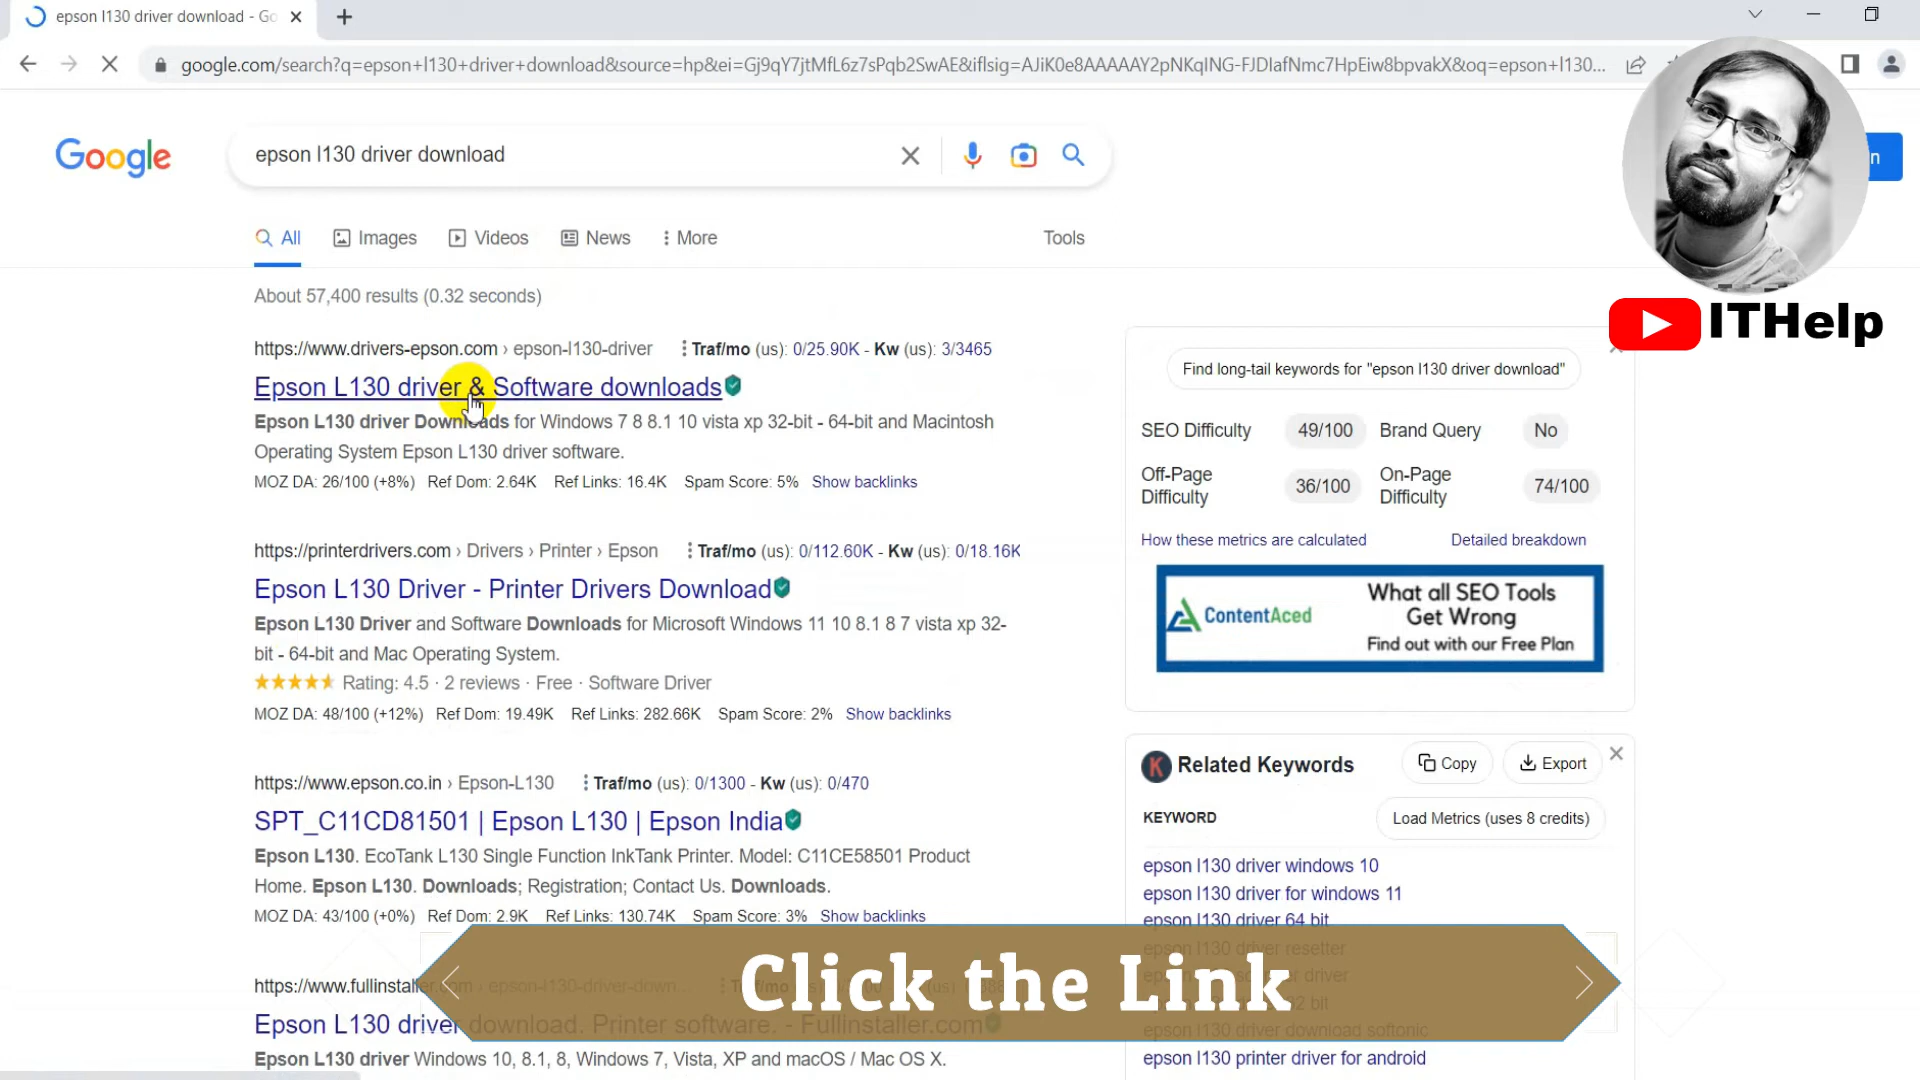 epson l130 driver download - Go
google.com/search?q=epson+l130+driver+download&source=hp&ei=Gj9qY7jtMfL6z7sPqb2SwAE&iflsig=AJiK0e8AAAAAY2pNKqING-FJDIafNmc7HpEiw8bpvakX&oq=epson+l130...
Google
epson l130 driver download
All
Images
Videos
News
More
Tools
n
About 57,400 results (0.32 seconds)
ITHelp
https://www.drivers-epson.com › epson-l130-driver
Traf/mo (us): 0/25.90K - Kw (us): 3/3465
Epson L130 driver & Software downloads
Epson L130 driver Downloads for Windows 7 8 8.1 10 vista xp 32-bit - 64-bit and Macintosh
Operating System Epson L130 driver software.
MOZ DA: 26/100 (+8%) Ref Dom: 2.64K Ref Links: 16.4K Spam Score: 5% Show backlinks
https://printerdrivers.com › Drivers › Printer › Epson
Traf/mo (us): 0/112.60K - Kw (us): 0/18.16K
Epson L130 Driver - Printer Drivers Download
Epson L130 Driver and Software Downloads for Microsoft Windows 11 10 8.1 8 7 vista xp 32-
bit - 64-bit and Mac Operating System.
Rating: 4.5 · 2 reviews · Free · Software Driver
MOZ DA: 48/100 (+12%) Ref Dom: 19.49K Ref Links: 282.66K Spam Score: 2% Show backlinks
https://www.epson.co.in › Epson-L130
Traf/mo (us): 0/1300 - Kw (us): 0/470
SPT_C11CD81501 | Epson L130 | Epson India
Epson L130. EcoTank L130 Single Function InkTank Printer. Model: C11CE58501 Product
Home. Epson L130. Downloads; Registration; Contact Us. Downloads.
MOZ DA: 43/100 (+0%) Ref Dom: 2.9K Ref Links: 130.74K Spam Score: 3% Show backlinks
https://www.fullinstaller.com › epson-l130-driver-down...
Epson L130 driver download. Printer software. - Fullinstaller.com
Epson L130 driver Windows 10, 8.1, 8, Windows 7, Vista, XP and macOS / Mac OS X.
Find long-tail keywords for "epson l130 driver download"
SEO Difficulty
49/100
Brand Query
No
Off-Page
Difficulty
36/100
On-Page
Difficulty
74/100
How these metrics are calculated
Detailed breakdown
ContentAced
What all SEO Tools
Get Wrong
Find out with our Free Plan
K
Related Keywords
Copy
Export
KEYWORD
Load Metrics (uses 8 credits)
epson l130 driver windows 10
epson l130 driver for windows 11
epson l130 driver 64 bit
epson l130 driver resetter
driver
bit
epson l130 driver download softonic
epson l130 printer driver for android
Click the Link